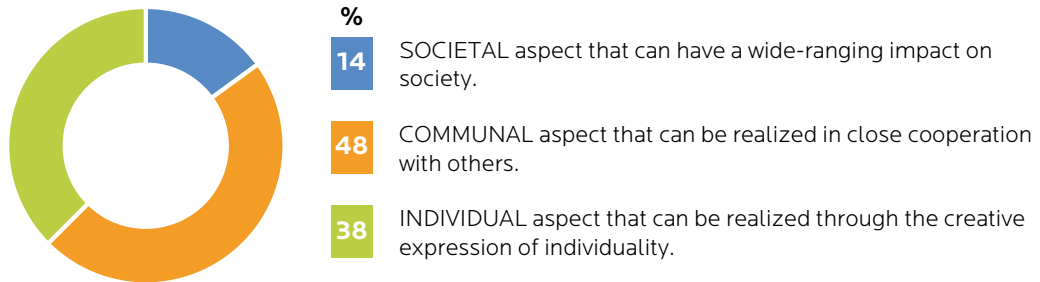 %
14
SOCIETAL aspect that can have a wide-ranging impact on
society.
48
COMMUNAL aspect that can be realized in close cooperation
with others.
38
INDIVIDUAL aspect that can be realized through the creative
expression of individuality.